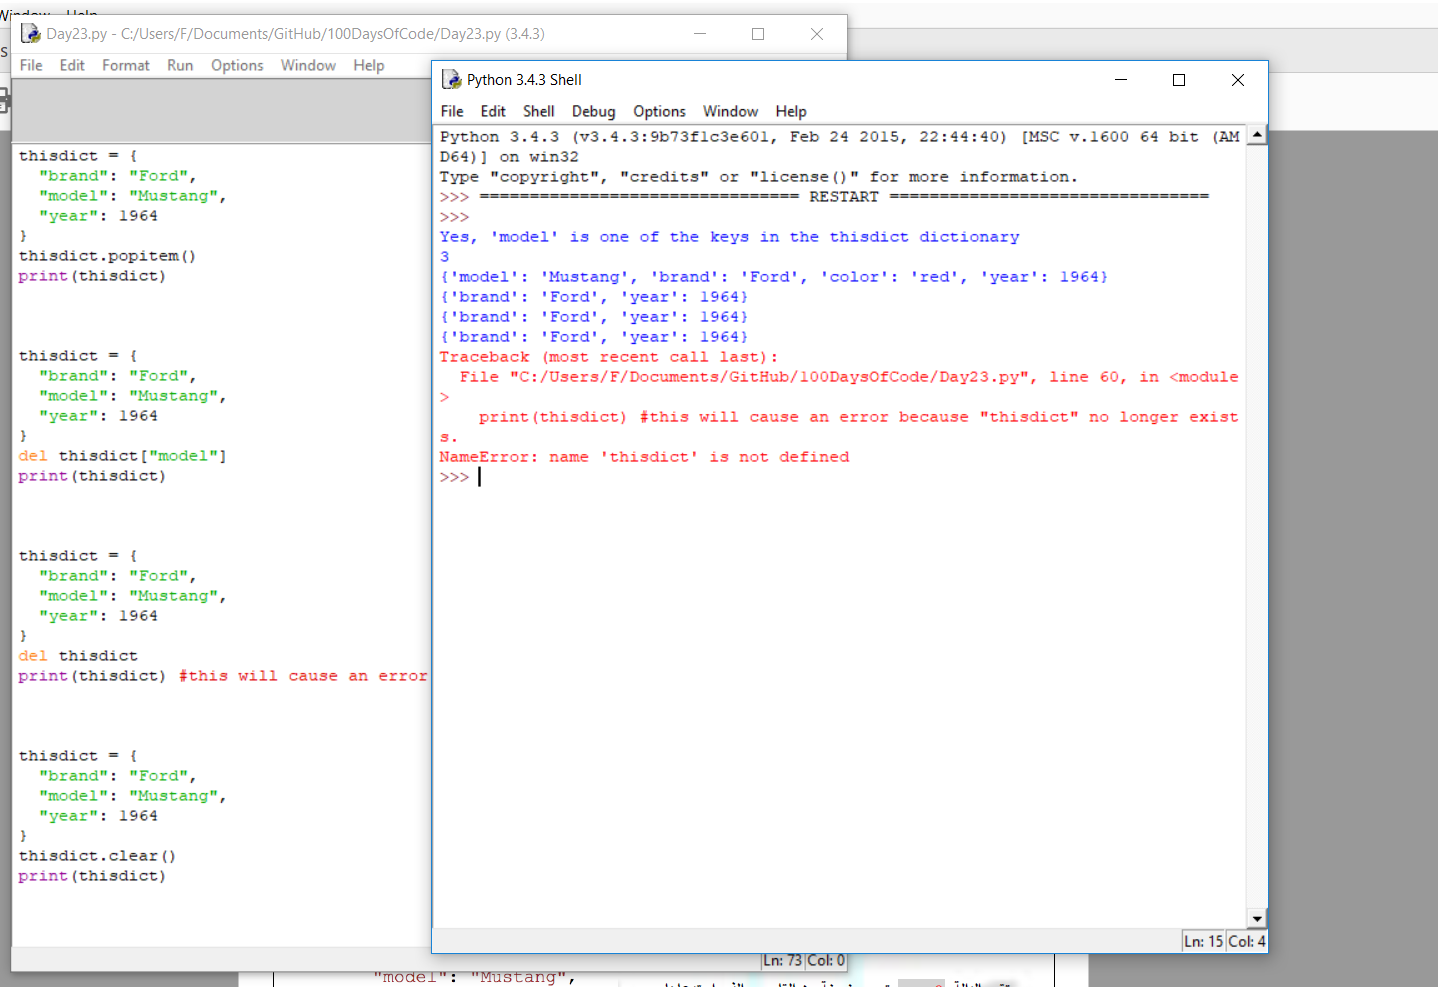 Window Help
Day23.py - C:/Users/F/Documents/GitHub/100DaysOfCode/Day23.py (3.4.3)
File Edit Format Run Options Window Help
thisdict = {
  "brand": "Ford",
  "model": "Mustang",
  "year": 1964
}
thisdict.popitem()
print(thisdict)
thisdict = {
  "brand": "Ford",
  "model": "Mustang",
  "year": 1964
}
del thisdict["model"]
print(thisdict)
thisdict = {
  "brand": "Ford",
  "model": "Mustang",
  "year": 1964
}
del thisdict
print(thisdict) #this will cause an error
thisdict = {
  "brand": "Ford",
  "model": "Mustang",
  "year": 1964
}
thisdict.clear()
print(thisdict)
Ln: 73 Col: 0
Python 3.4.3 Shell
File Edit Shell Debug Options Window Help
Python 3.4.3 (v3.4.3:9b73f1c3e601, Feb 24 2015, 22:44:40) [MSC v.1600 64 bit (AM
D64)] on win32
Type "copyright", "credits" or "license()" for more information.
>>> ================================ RESTART ================================
>>>
Yes, 'model' is one of the keys in the thisdict dictionary
3
{'model': 'Mustang', 'brand': 'Ford', 'color': 'red', 'year': 1964}
{'brand': 'Ford', 'year': 1964}
{'brand': 'Ford', 'year': 1964}
{'brand': 'Ford', 'year': 1964}
Traceback (most recent call last):
  File "C:/Users/F/Documents/GitHub/100DaysOfCode/Day23.py", line 60, in <module
>
    print(thisdict) #this will cause an error because "thisdict" no longer exist
s.
NameError: name 'thisdict' is not defined
>>>
Ln: 15 Col: 4
"model": "Mustang",